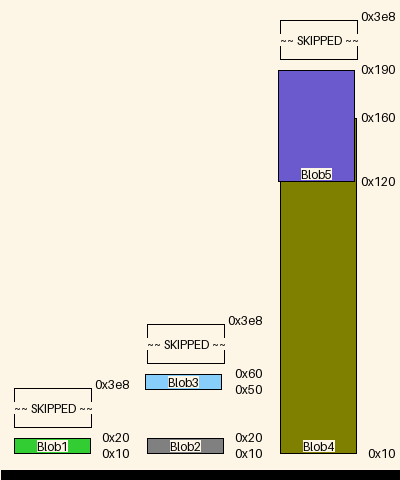 0x3e8
~~ SKIPPED ~~
0x20
Blob1
0x10
0x3e8
~~ SKIPPED ~~
0x60
Blob3
0x50
0x20
Blob2
0x10
0x3e8
~~ SKIPPED ~~
0x190
0x160
Blob5
0x120
Blob4
0x10